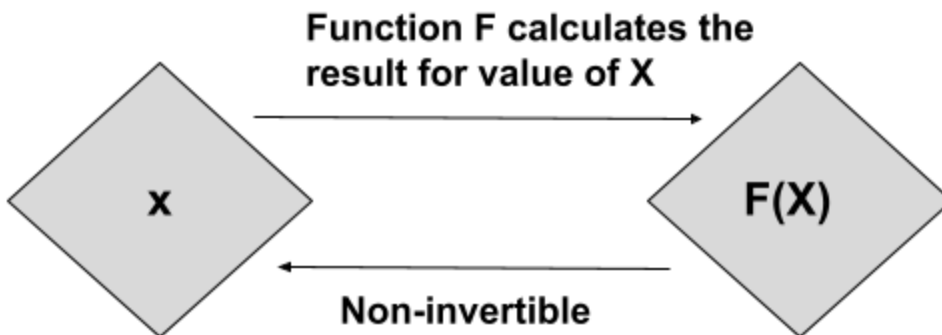 Function F calculates the
result for value of X
x
F(X)
Non-invertible